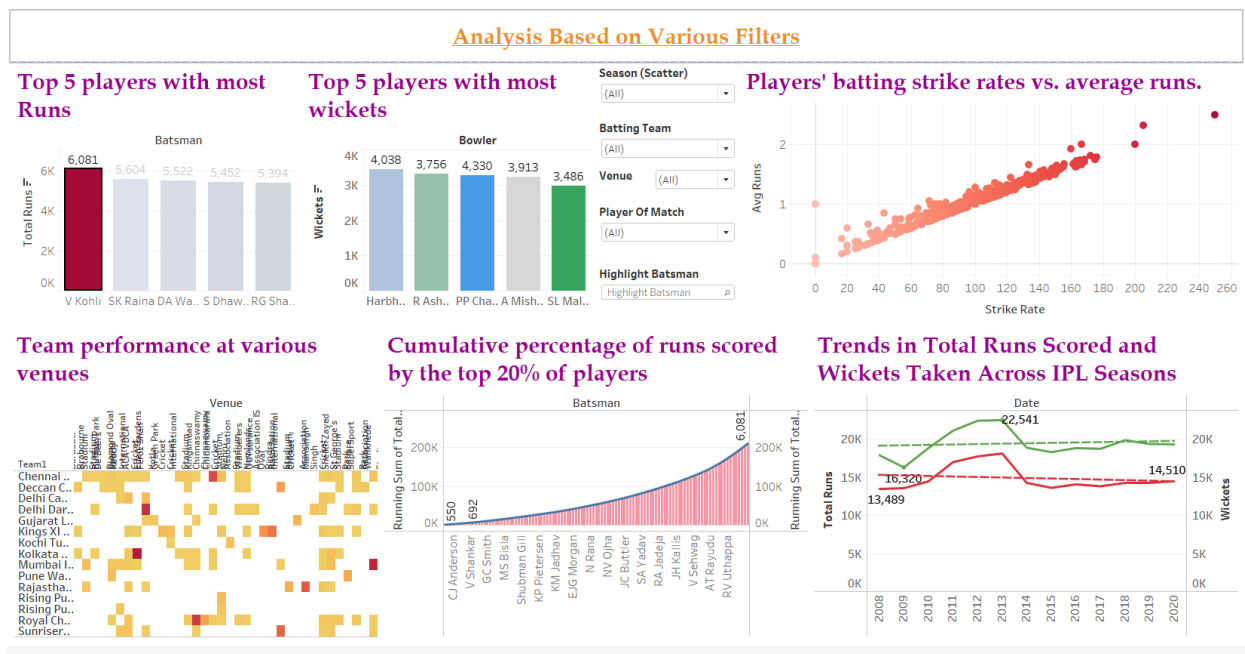 Analysis Based on Various Filters
Top 5 players with most
Runs
Batsman
6,081
5,604
5,522
5,452
5,394
Total Runs
6K
4K
2K
0K
V Kohli
SK Raina
DA Wa..
S Dhaw..
RG Sha..
Top 5 players with most
wickets
Bowler
4,038
3,756
4,330
3,913
3,486
Wickets
4K
3K
2K
1K
0K
Harbh..
R Ash..
PP Cha..
A Mish..
SL Mal..
Season (Scatter)
(All)
Batting Team
(All)
Venue
(All)
Player Of Match
(All)
Highlight Batsman
Highlight Batsman
Players' batting strike rates vs. average runs.
Avg Runs
2
1
0
0
20
40
60
80
100
120
140
160
180
200
220
240
260
Strike Rate
Team performance at various
venues
Venue
Team1
Chennai ..
Deccan C..
Delhi Ca..
Delhi Dar..
Gujarat L..
Kings XI ..
Kochi Tu..
Kolkata ..
Mumbai I..
Pune Wa..
Rajastha..
Rising Pu..
Rising Pu..
Royal Ch..
Sunriser..
Cumulative percentage of runs scored
by the top 20% of players
Batsman
Running Sum of Total..
200K
100K
0K
550
692
6,081
200K
100K
0K
Running Sum of Total..
CJ Anderson
V Shankar
GC Smith
MS Bisla
Shubman Gill
KP Pietersen
KM Jadhav
EJG Morgan
N Rana
NV Ojha
JC Buttler
SA Yadav
RA Jadeja
JH Kallis
V Sehwag
AT Rayudu
RV Uthappa
Trends in Total Runs Scored and
Wickets Taken Across IPL Seasons
Date
Total Runs
20K
15K
10K
5K
0K
22,541
16,320
13,489
14,510
20K
15K
10K
5K
0K
Wickets
2008
2009
2010
2011
2012
2013
2014
2015
2016
2017
2018
2019
2020